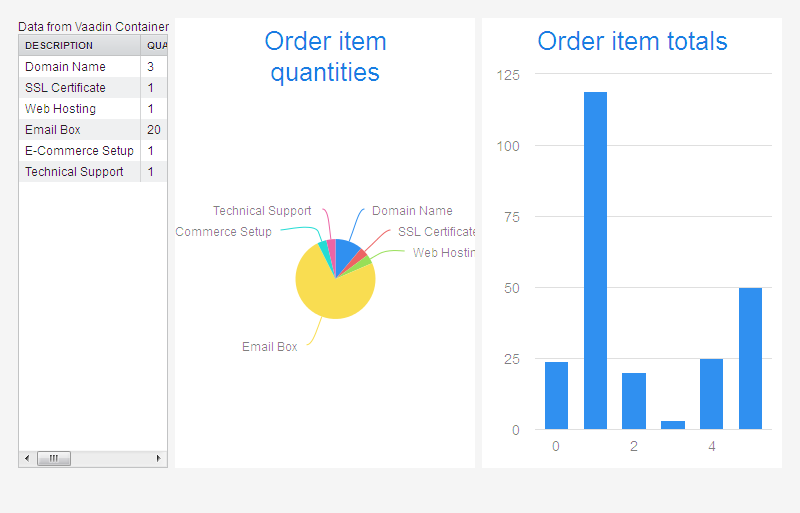 Data from Vaadin Container
DESCRIPTION QUA
Domain Name 3
SSL Certificate 1
Web Hosting 1
Email Box 20
E-Commerce Setup 1
Technical Support 1
Order item
quantities
Technical Support
Domain Name
Commerce Setup
SSL Certificate
Web Hostin
Email Box
Order item totals
125
100
75
50
25
0
0 2 4